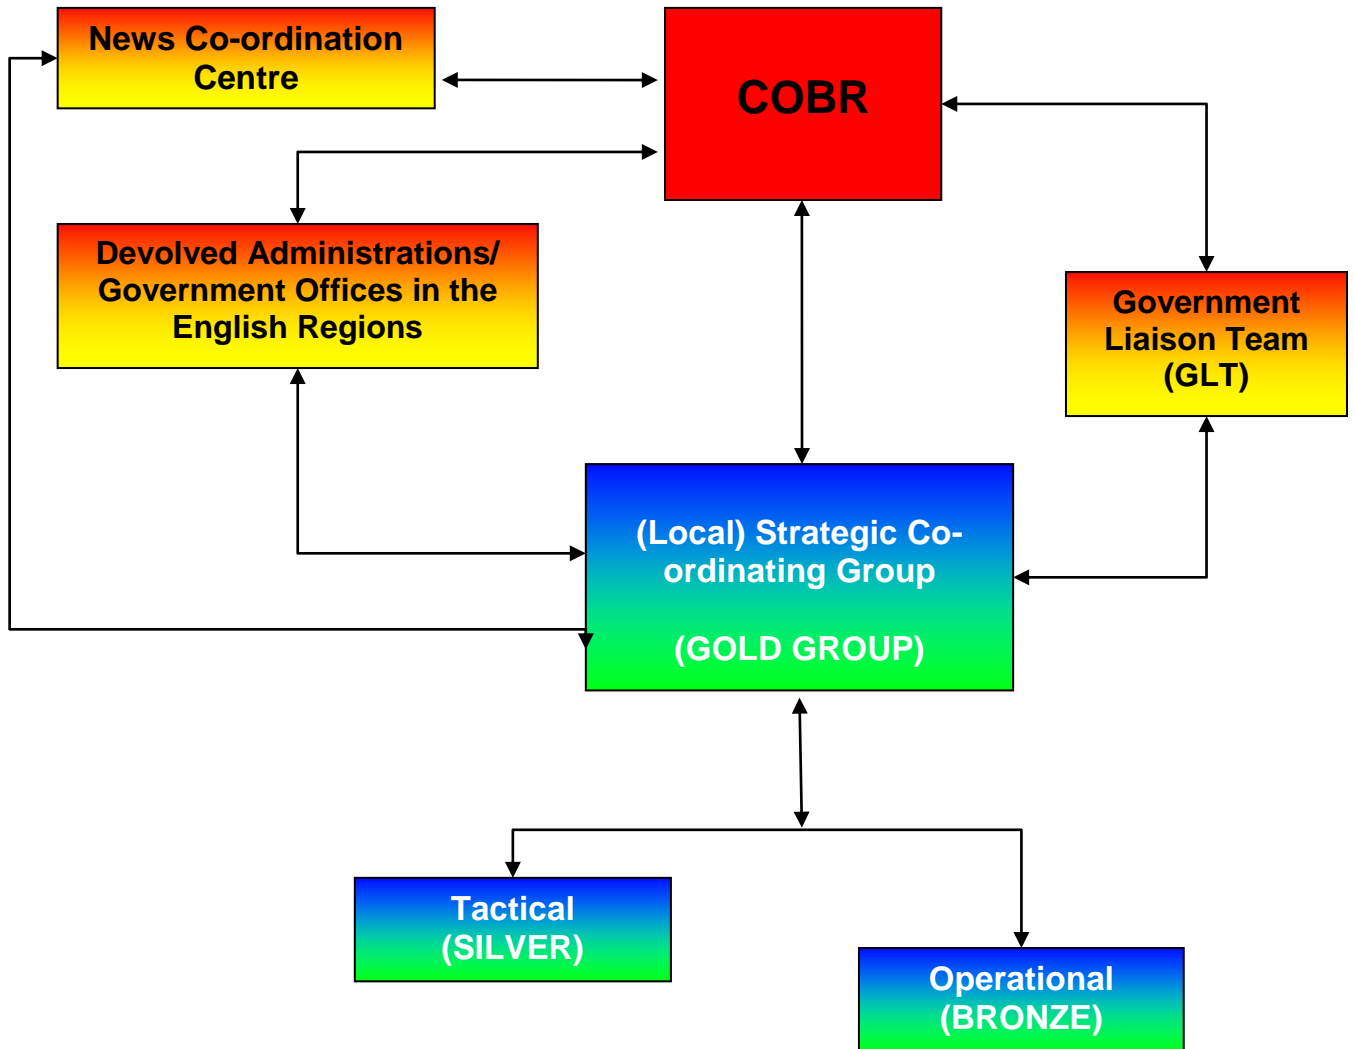 News Co-ordination
Centre
COBR
Devolved Administrations/
Government Offices in the
English Regions
Government
Liaison Team
(GLT)
(Local) Strategic Co-
ordinating Group
(GOLD GROUP)
Tactical
(SILVER)
Operational
(BRONZE)